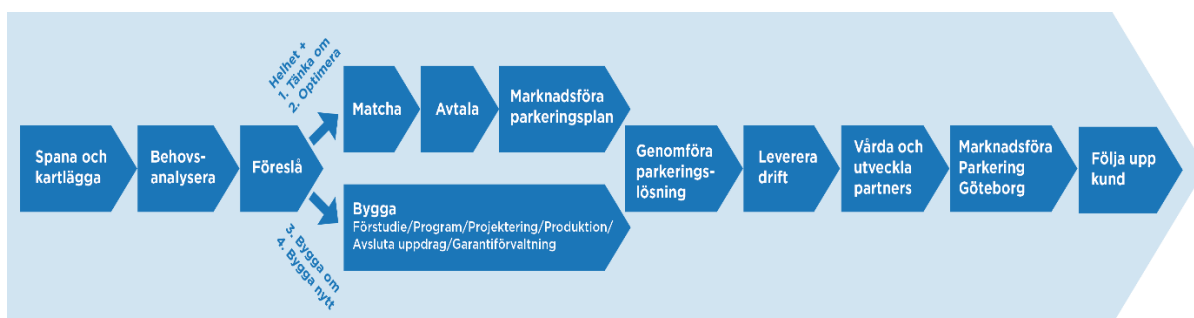 Spana och
kartlägga
Behovs-
analysera
Föreslå
Helhet +
1. Tänka om
2. Optimera
Matcha
Avtala
Marknadsföra
parkeringsplan
3. Bygga om
4. Bygga nytt
Bygga
Förstudie/Program/Projektering/Produktion/
Avsluta uppdrag/Garantiförvaltning
Genomföra
parkerings-
lösning
Leverera
drift
Vårda och
utveckla
partners
Marknadsföra
Parkering
Göteborg
Följa upp
kund